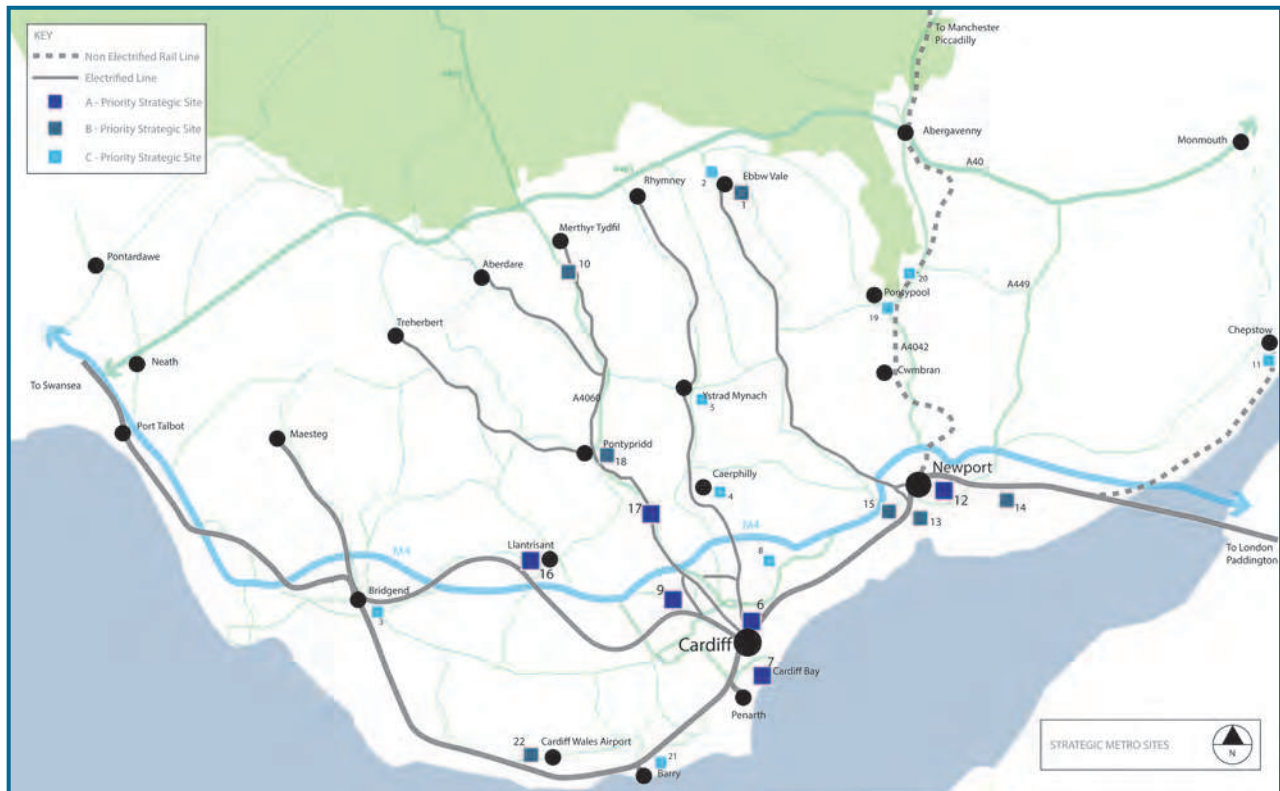 KEY
Non Electrified Rail Line
Electrified Line
A - Priority Strategic Site
B - Priority Strategic Site
C - Priority Strategic Site
To Manchester
Piccadilly
Abergavenny
Monmouth
A40
Rhymney
2
Ebbw Vale
1
Merthyr Tydfil
10
Pontardawe
Aberdare
20
Pontypool
19
A449
Treherbert
Chepstow
11
A4042
Neath
Cwmbran
To Swansea
Ystrad Mynach
5
A4060
Port Talbot
Maesteg
Pontypridd
18
Newport
Caerphilly
4
12
14
15
13
17
M4
M4
8
To London
Paddington
Llantrisant
16
Bridgend
3
9
6
Cardiff
7
Cardiff Bay
Penarth
22
Cardiff Wales Airport
21
Barry
STRATEGIC METRO SITES
N